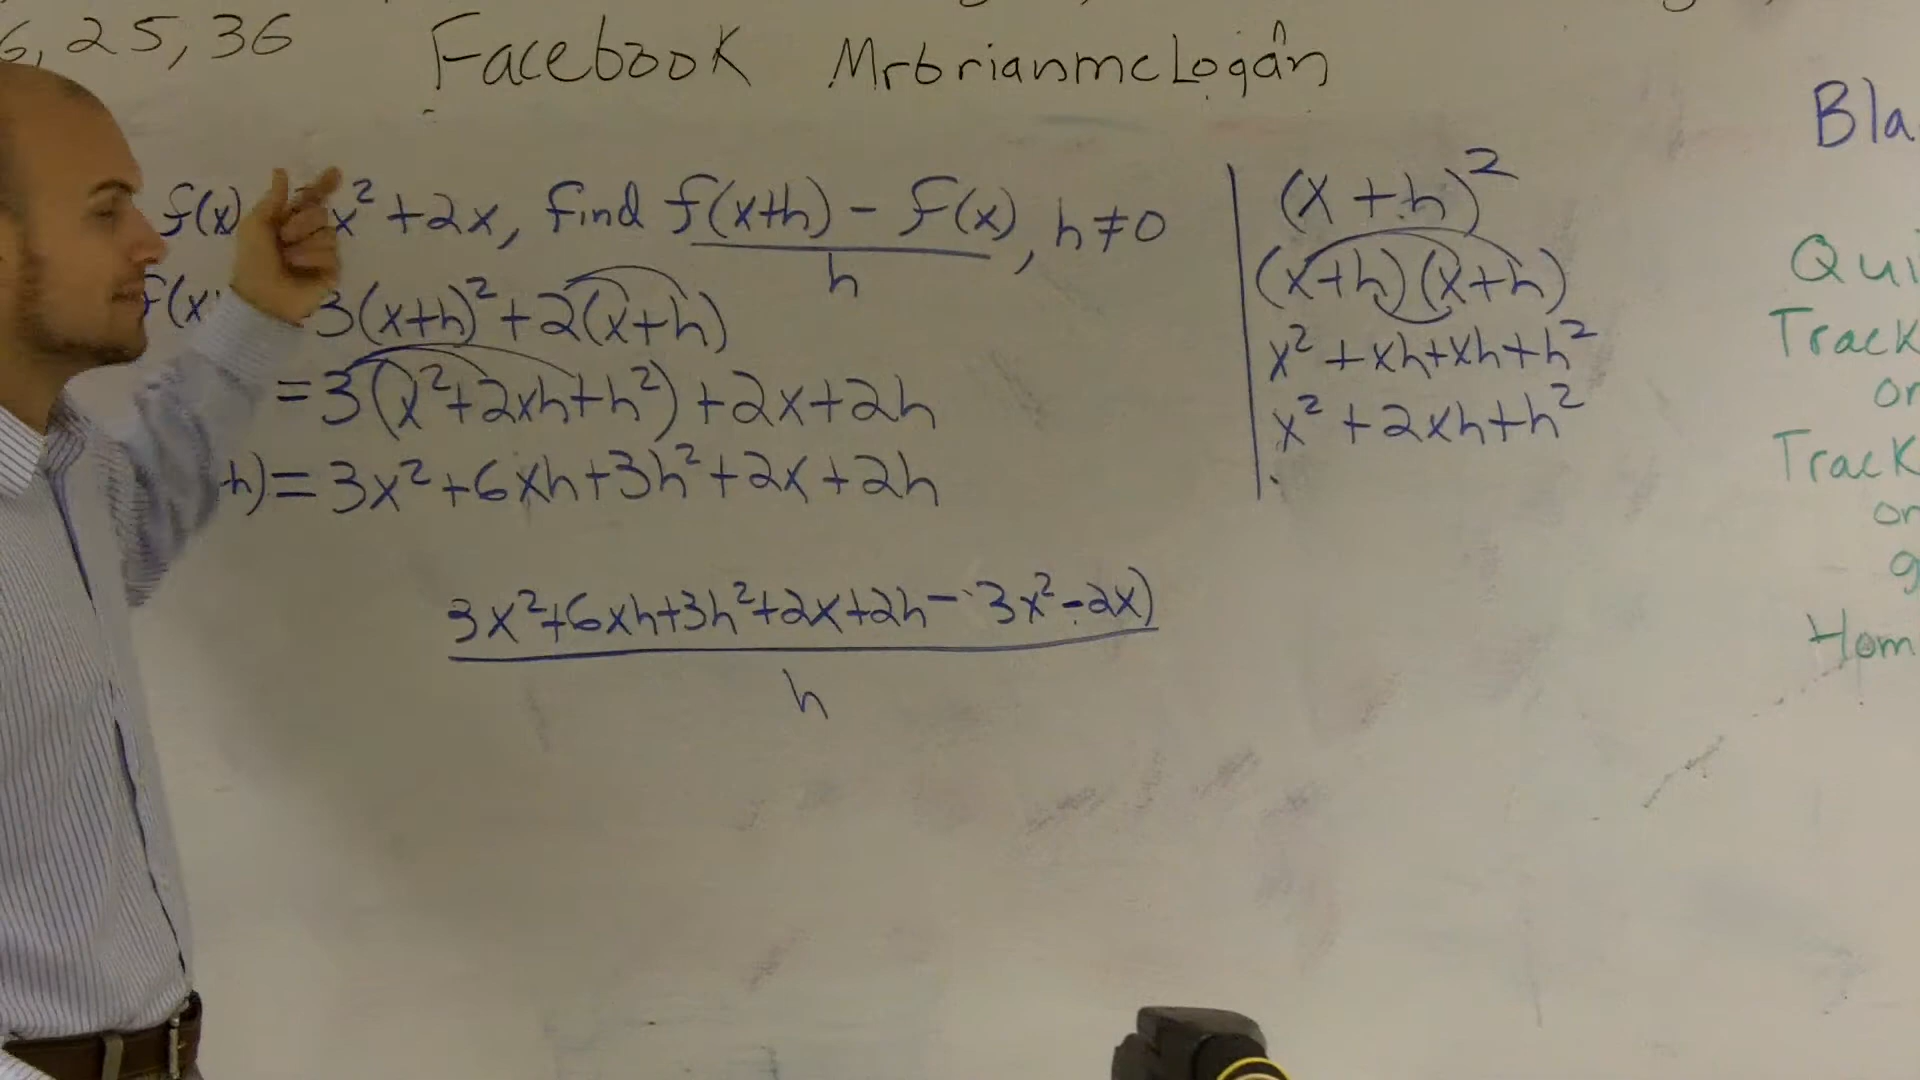 6, 25, 36
Facebook Mrbrianmclogan
f(x) x² + 2x, find f(x+h) - f(x), h ≠ 0
h
f(x 3(x+h)² + 2(x+h)
= 3(x² + 2xh + h²) + 2x + 2h
h) = 3x² + 6xh + 3h² + 2x + 2h
3x² + 6xh + 3h² + 2x + 2h - 3x² - 2x)
h
(x + h)²
(x+h)(x+h)
x² + xh + xh + h²
x² + 2xh + h²
Bla
Qui
Track
or
Track
or
g
Hom